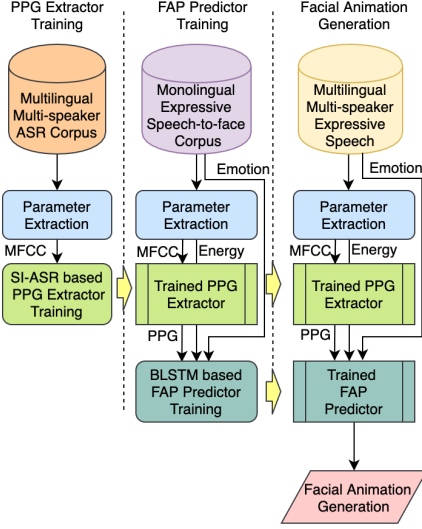 PPG Extractor
Training
Multilingual
Multi-speaker
ASR Corpus
Parameter
Extraction
MFCC
SI-ASR based
PPG Extractor
Training
FAP Predictor
Training
Monolingual
Expressive
Speech-to-face
Corpus
Emotion
Parameter
Extraction
MFCC
Energy
Trained PPG
Extractor
PPG
BLSTM based
FAP Predictor
Training
Facial Animation
Generation
Multilingual
Multi-speaker
Expressive
Speech
Emotion
Parameter
Extraction
MFCC
Energy
Trained PPG
Extractor
PPG
Trained
FAP
Predictor
Facial Animation
Generation